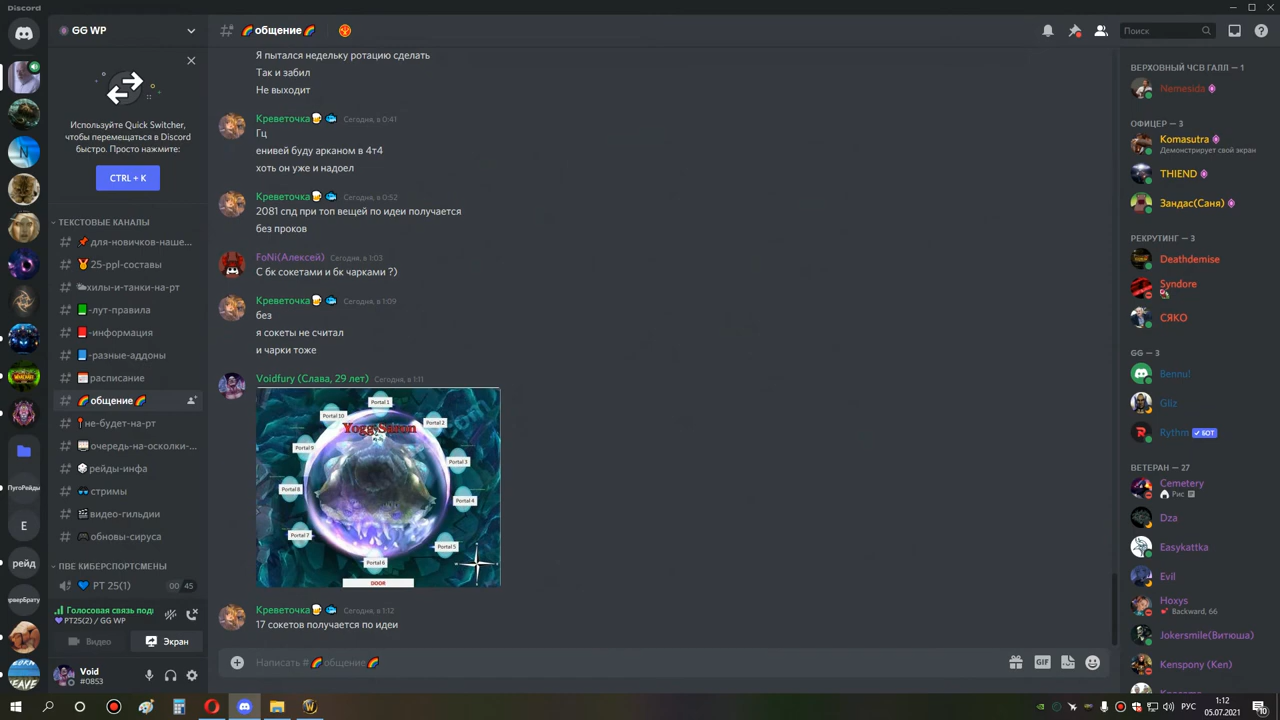 Discord
GG WP
Используйте Quick Switcher,
чтобы перемещаться в Discord
быстро. Просто нажмите:
CTRL + K
ТЕКСТОВЫЕ КАНАЛЫ
для-новичков-наше...
25-ppl-составы
хилы-и-танки-на-рт
-лут-правила
-информация
-разные-аддоны
расписание
общение
не-будет-на-рт
очередь-на-осколки-...
рейды-инфа
стримы
видео-гильдии
обновы-сируса
ПВЕ КИБЕРСПОРТСМЕНЫ
РТ 25(1)
00 45
Голосовая связь подк
РТ25(2) / GG WP
Видео
Экран
Void
#0853
ПугоРейды
Е
рейд
общение
Поиск
Я пытался недельку ротацию сделать
Так и забил
Не выходит
Креветочка Сегодня, в 0:41
Гц
енивей буду арканом в 4т4
хоть он уже и надоел
Креветочка Сегодня, в 0:52
2081 спд при топ вещей по идеи получается
без проков
FoNi(Алексей) Сегодня, в 1:03
С бк сокетами и бк чарками ?)
Креветочка Сегодня, в 1:09
без
я сокеты не считал
и чарки тоже
Voidfury (Слава, 29 лет) Сегодня, в 1:11
Portal 1
Portal 10
Portal 2
Portal 9
Portal 3
Portal 8
Portal 4
Portal 7
Portal 5
Portal 6
DOOR
Креветочка Сегодня, в 1:12
17 сокетов получается по идеи
Написать # общение
GIF
ВЕРХОВНЫЙ ЧСВ ГАЛЛ — 1
Nemesida
ОФИЦЕР — 3
Komasutra
Демонстрирует свой экран
THIEND
Зандас(Саня)
РЕКРУТИНГ — 3
Deathdemise
Syndore
СЯКО
GG — 3
Bennu!
Gliz
Rythm БОТ
ВЕТЕРАН — 27
Cemetery
Рис
Dza
Easykattka
Evil
Hoxys
Backward, 66
Jokersmile(Витюша)
Kenspony (Ken)
РУС
1:12
05.07.2021
10